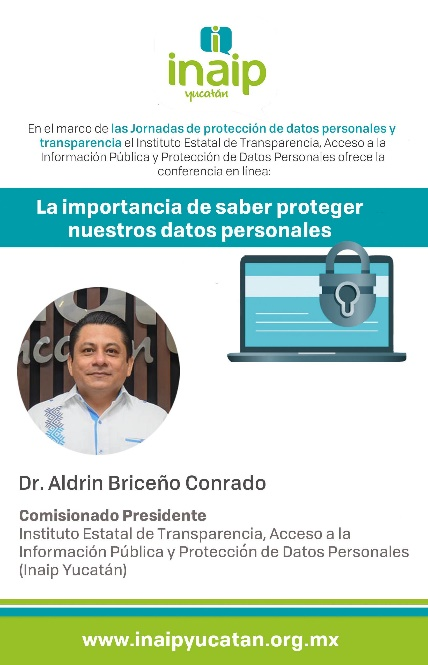 inaip
yucatán
En el marco de las Jornadas de protección de datos personales y
transparencia el Instituto Estatal de Transparencia, Acceso a la
Información Pública y Protección de Datos Personales ofrece la
conferencia en línea:
La importancia de saber proteger
nuestros datos personales
Dr. Aldrin Briceño Conrado
Comisionado Presidente
Instituto Estatal de Transparencia, Acceso a la
Información Pública y Protección de Datos Personales
(Inaip Yucatán)
www.inaipyucatan.org.mx